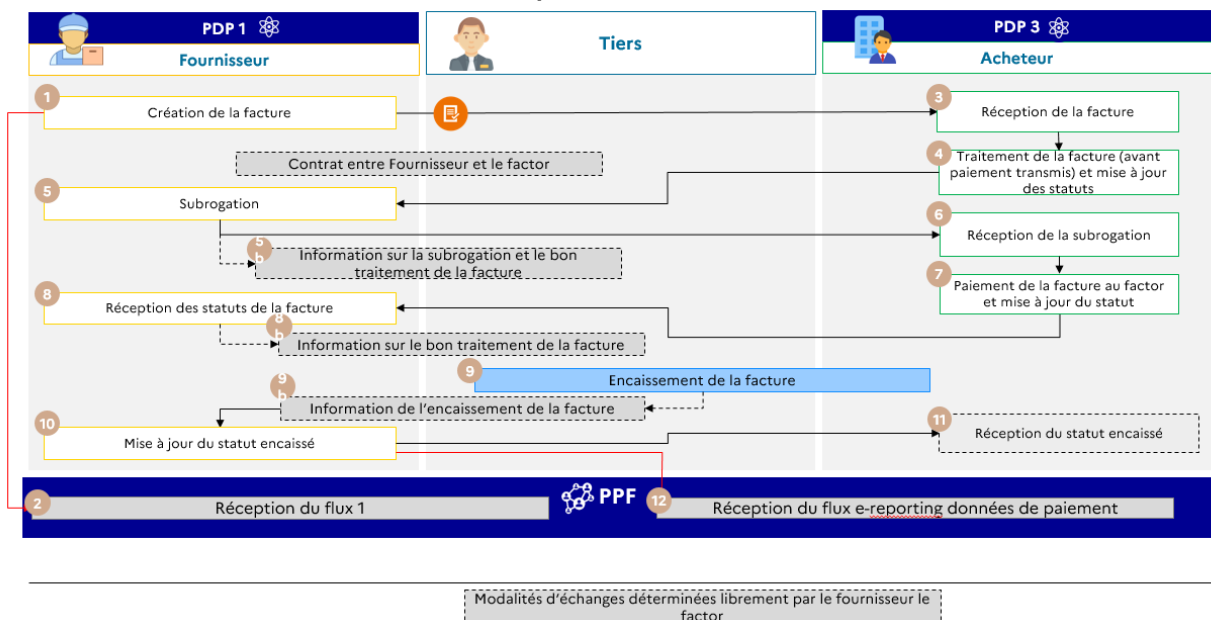 PDP 1
Tiers
PDP 3
Fournisseur
Acheteur
1
Création de la facture
3
Réception de la facture
Contrat entre Fournisseur et le factor
4
Traitement de la facture (avant
paiement transmis) et mise à jour
des statuts
5
Subrogation
6
Réception de la subrogation
5
b
Information sur la subrogation et le bon
traitement de la facture
7
Paiement de la facture au factor
et mise à jour du statut
8
Réception des statuts de la facture
8
b
Information sur le bon traitement de la facture
9
Encaissement de la facture
9
b
Information de l'encaissement de la facture
10
Mise à jour du statut encaissé
11
Réception du statut encaissé
2
Réception du flux 1
PPF
12
Réception du flux e-reporting données de paiement
Modalités d'échanges déterminées librement par le fournisseur le
factor